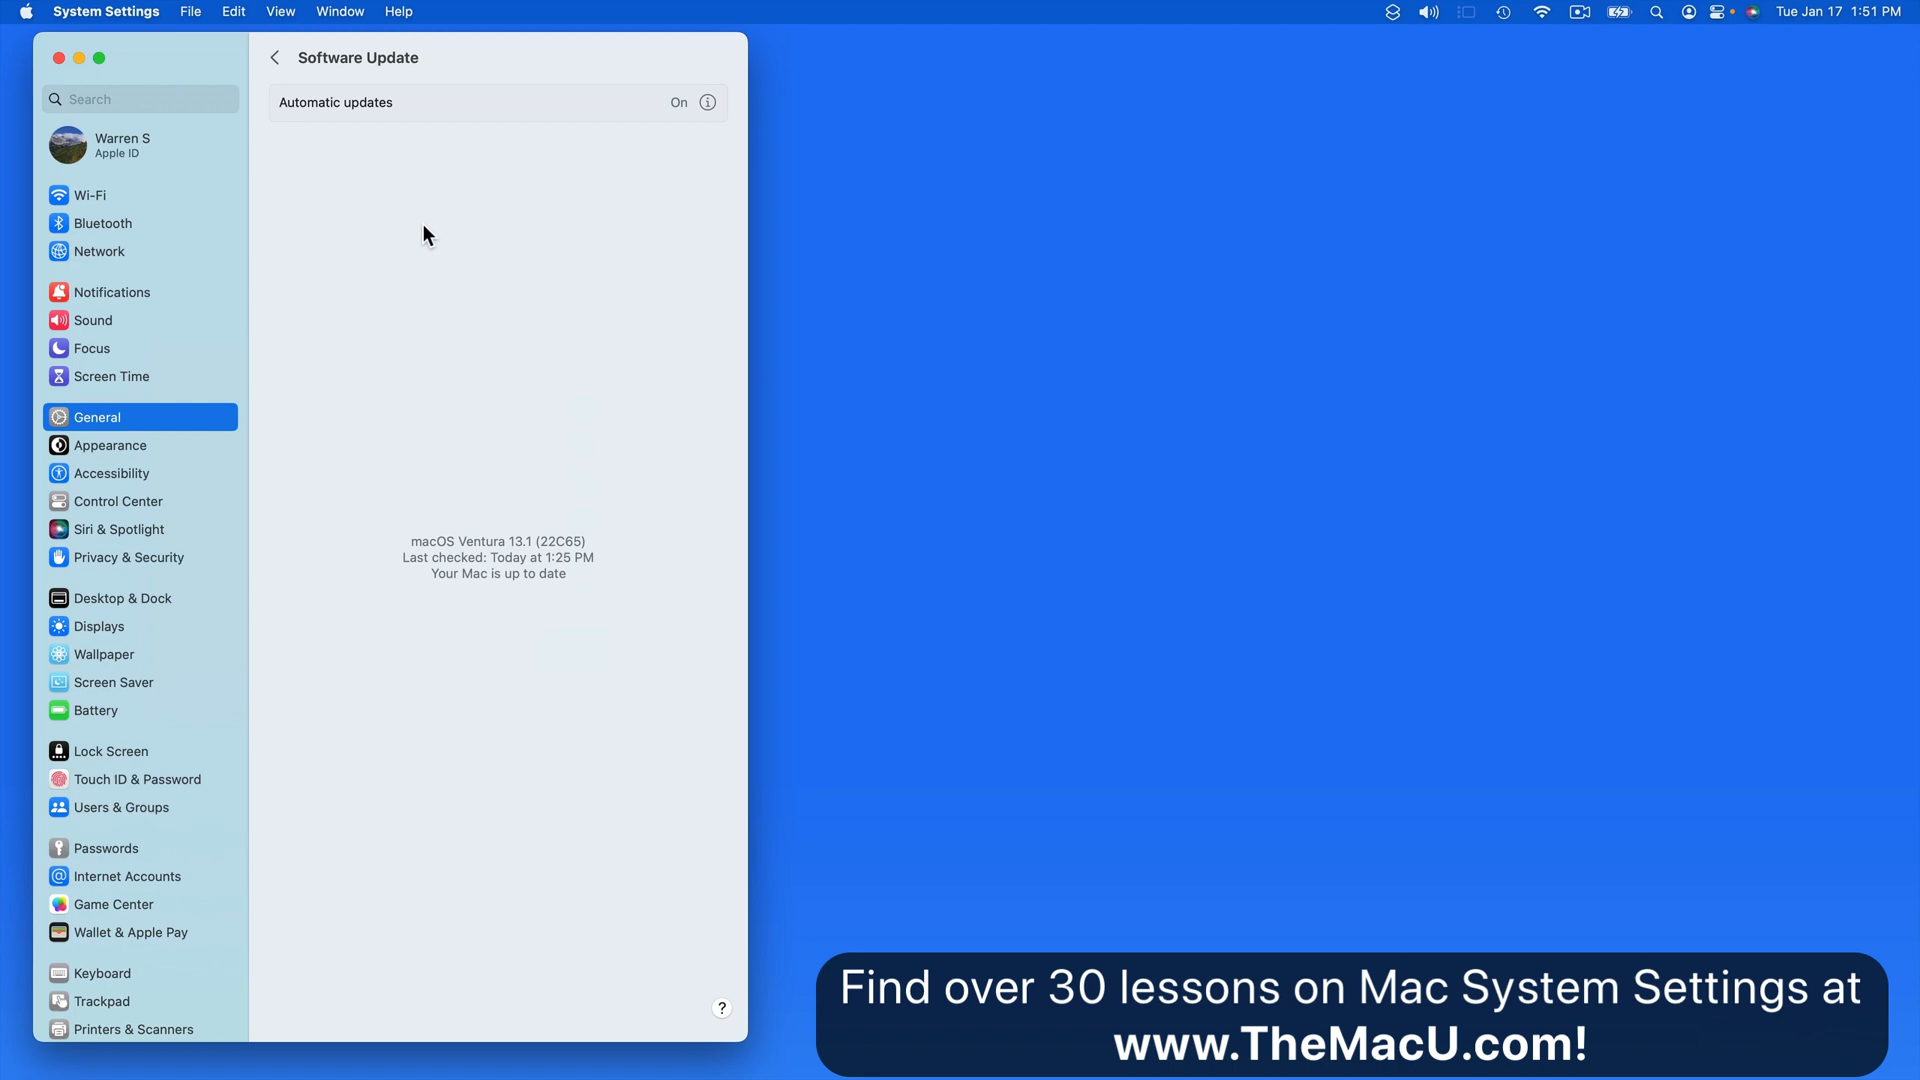 System Settings File Edit View Window Help Tue Jan 17 1:51 PM
Software Update
Search
Automatic updates On
Warren S
Apple ID
Wi-Fi
Bluetooth
Network
Notifications
Sound
Focus
Screen Time
General
Appearance
Accessibility
Control Center
Siri & Spotlight
Privacy & Security
Desktop & Dock
Displays
Wallpaper
Screen Saver
Battery
Lock Screen
Touch ID & Password
Users & Groups
Passwords
Internet Accounts
Game Center
Wallet & Apple Pay
Keyboard
Trackpad
Printers & Scanners
macOS Ventura 13.1 (22C65)
Last checked: Today at 1:25 PM
Your Mac is up to date
?
Find over 30 lessons on Mac System Settings at
www.TheMacU.com!